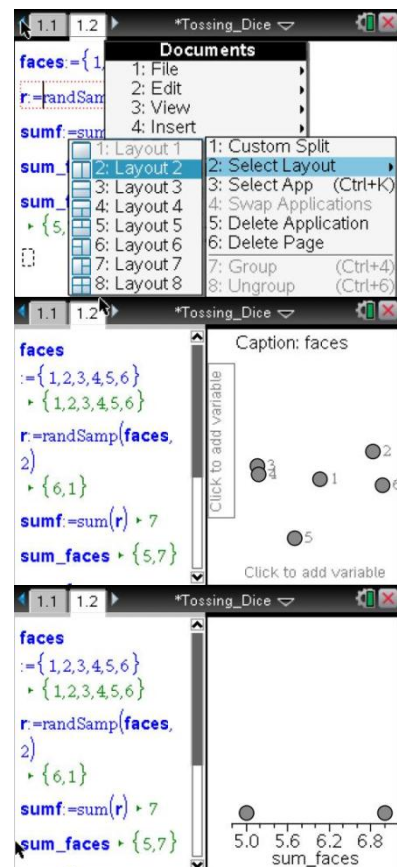 1.1 1.2 *Tossing_Dice
Documents
faces:={1,
1: File
2: Edit
r:=randSam
3: View
4: Insert
sumf:=sum
1: Layout 1
1: Custom Split
sum_f
2: Layout 2
2: Select Layout
3: Layout 3
3: Select App (Ctrl+K)
sum_f
4: Layout 4
4: Swap Applications
{5,
5: Layout 5
5: Delete Application
6: Layout 6
6: Delete Page
7: Layout 7
7: Group (Ctrl+4)
8: Layout 8
8: Ungroup (Ctrl+6)
1.1 1.2 *Tossing_Dice
faces
:={1,2,3,4,5,6}
▸ {1,2,3,4,5,6}
r:=randSamp(faces,
2)
▸ {6,1}
sumf:=sum(r) ▸ 7
sum_faces ▸ {5,7}
Caption: faces
Click to add variable
2
3
4
1
6
5
Click to add variable
1.1 1.2 *Tossing_Dice
faces
:={1,2,3,4,5,6}
▸ {1,2,3,4,5,6}
r:=randSamp(faces,
2)
▸ {6,1}
sumf:=sum(r) ▸ 7
sum_faces ▸ {5,7}
5.0 5.6 6.2 6.8
sum_faces